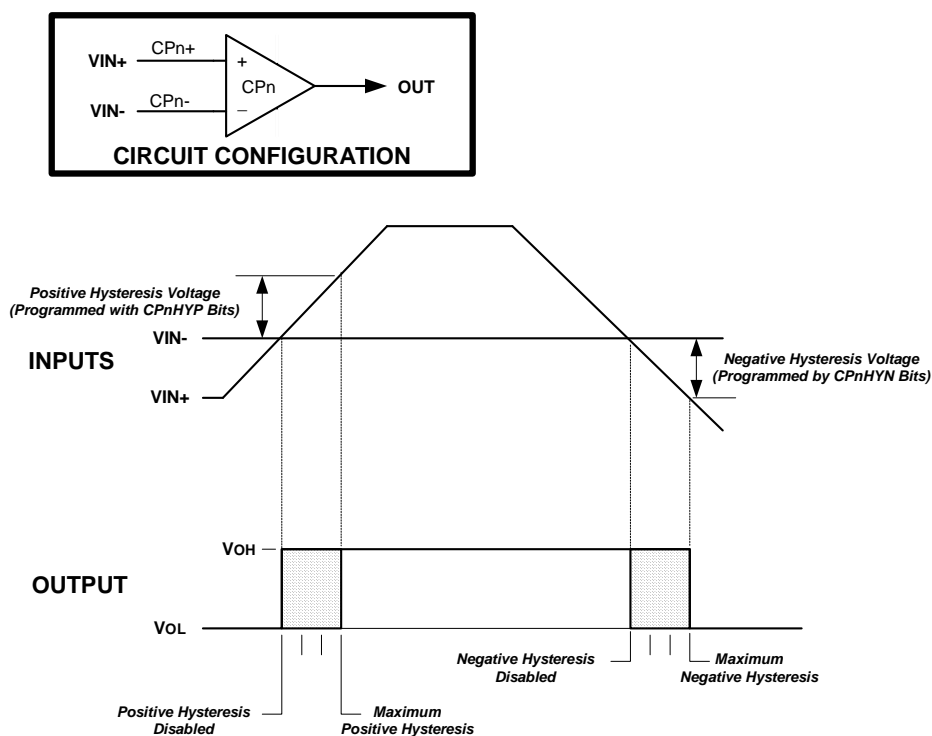 CPn+
VIN+
+
CPn
OUT
CPn-
VIN-
−
CIRCUIT CONFIGURATION
Positive Hysteresis Voltage
(Programmed with CPnHYP Bits)
VIN-
INPUTS
Negative Hysteresis Voltage
(Programmed by CPnHYN Bits)
VIN+
VOH
OUTPUT
VOL
Negative Hysteresis
Disabled
Maximum
Negative Hysteresis
Positive Hysteresis
Disabled
Maximum
Positive Hysteresis